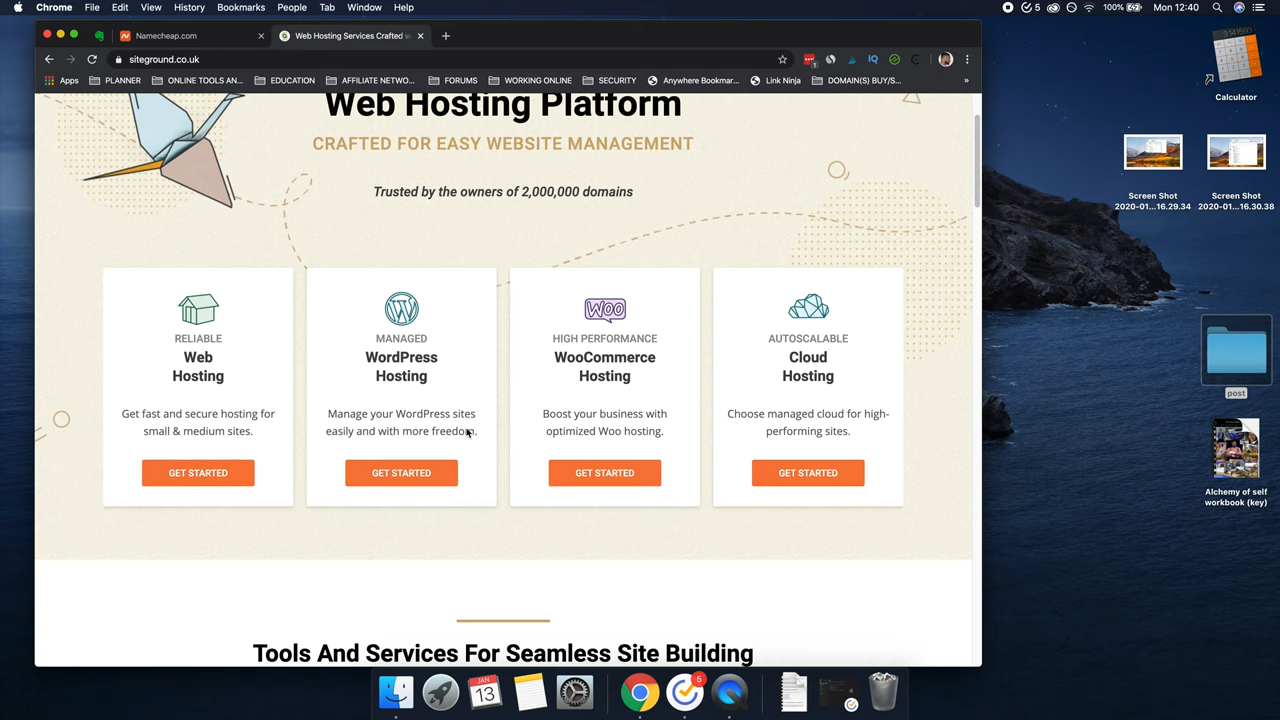 Chrome File Edit View History Bookmarks People Tab Window Help
5 100% Mon 12:40
Namecheap.com
Web Hosting Services Crafted w
siteground.co.uk
1
Apps PLANNER ONLINE TOOLS AN... EDUCATION AFFILIATE NETWO... FORUMS WORKING ONLINE SECURITY Anywhere Bookmar... Link Ninja DOMAIN(S) BUY/S... »
Web Hosting Platform
CRAFTED FOR EASY WEBSITE MANAGEMENT
Trusted by the owners of 2,000,000 domains
RELIABLE
Web
Hosting
Get fast and secure hosting for
small & medium sites.
GET STARTED
MANAGED
WordPress
Hosting
Manage your WordPress sites
easily and with more freedom.
GET STARTED
WOO
HIGH PERFORMANCE
WooCommerce
Hosting
Boost your business with
optimized Woo hosting.
GET STARTED
AUTOSCALABLE
Cloud
Hosting
Choose managed cloud for high-
performing sites.
GET STARTED
Tools And Services For Seamless Site Building
Calculator
Screen Shot
2020-01...16.29.34
Screen Shot
2020-01...16.30.38
post
Alchemy of self
workbook (key)
JAN
13
5